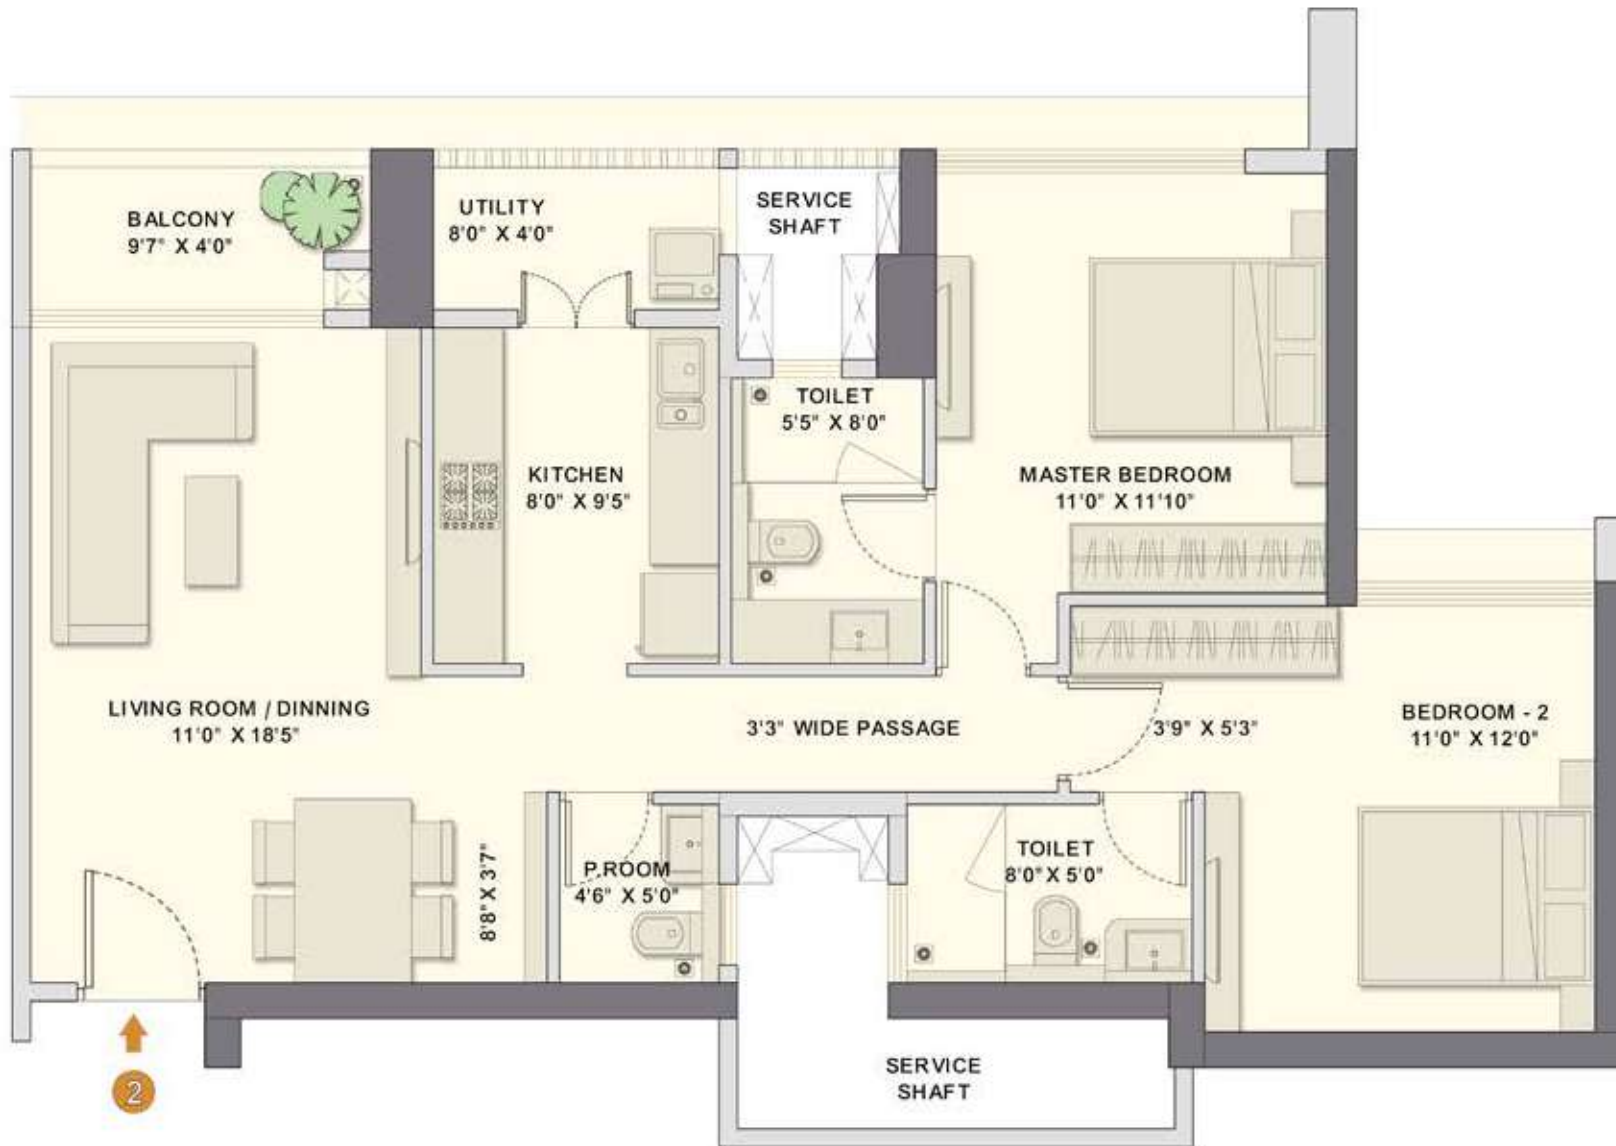 BALCONY
9'7" X 4'0"
UTILITY
8'0" X 4'0"
SERVICE
SHAFT
TOILET
5'5" X 8'0"
KITCHEN
8'0" X 9'5"
MASTER BEDROOM
11'0" X 11'10"
LIVING ROOM / DINNING
11'0" X 18'5"
3'3" WIDE PASSAGE
3'9" X 5'3"
BEDROOM - 2
11'0" X 12'0"
8'8" X 3'7"
P.ROOM
4'6" X 5'0"
TOILET
8'0" X 5'0"
SERVICE
SHAFT
2